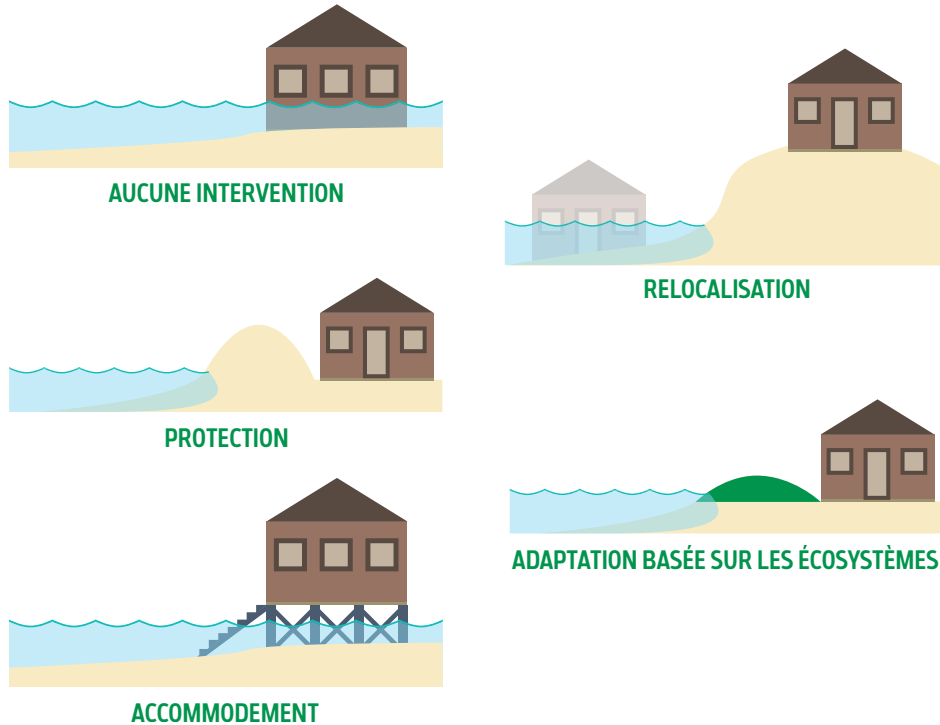 AUCUNE INTERVENTION
PROTECTION
ACCOMMODEMENT
RELOCALISATION
ADAPTATION BASÉE SUR LES ÉCOSYSTÈMES